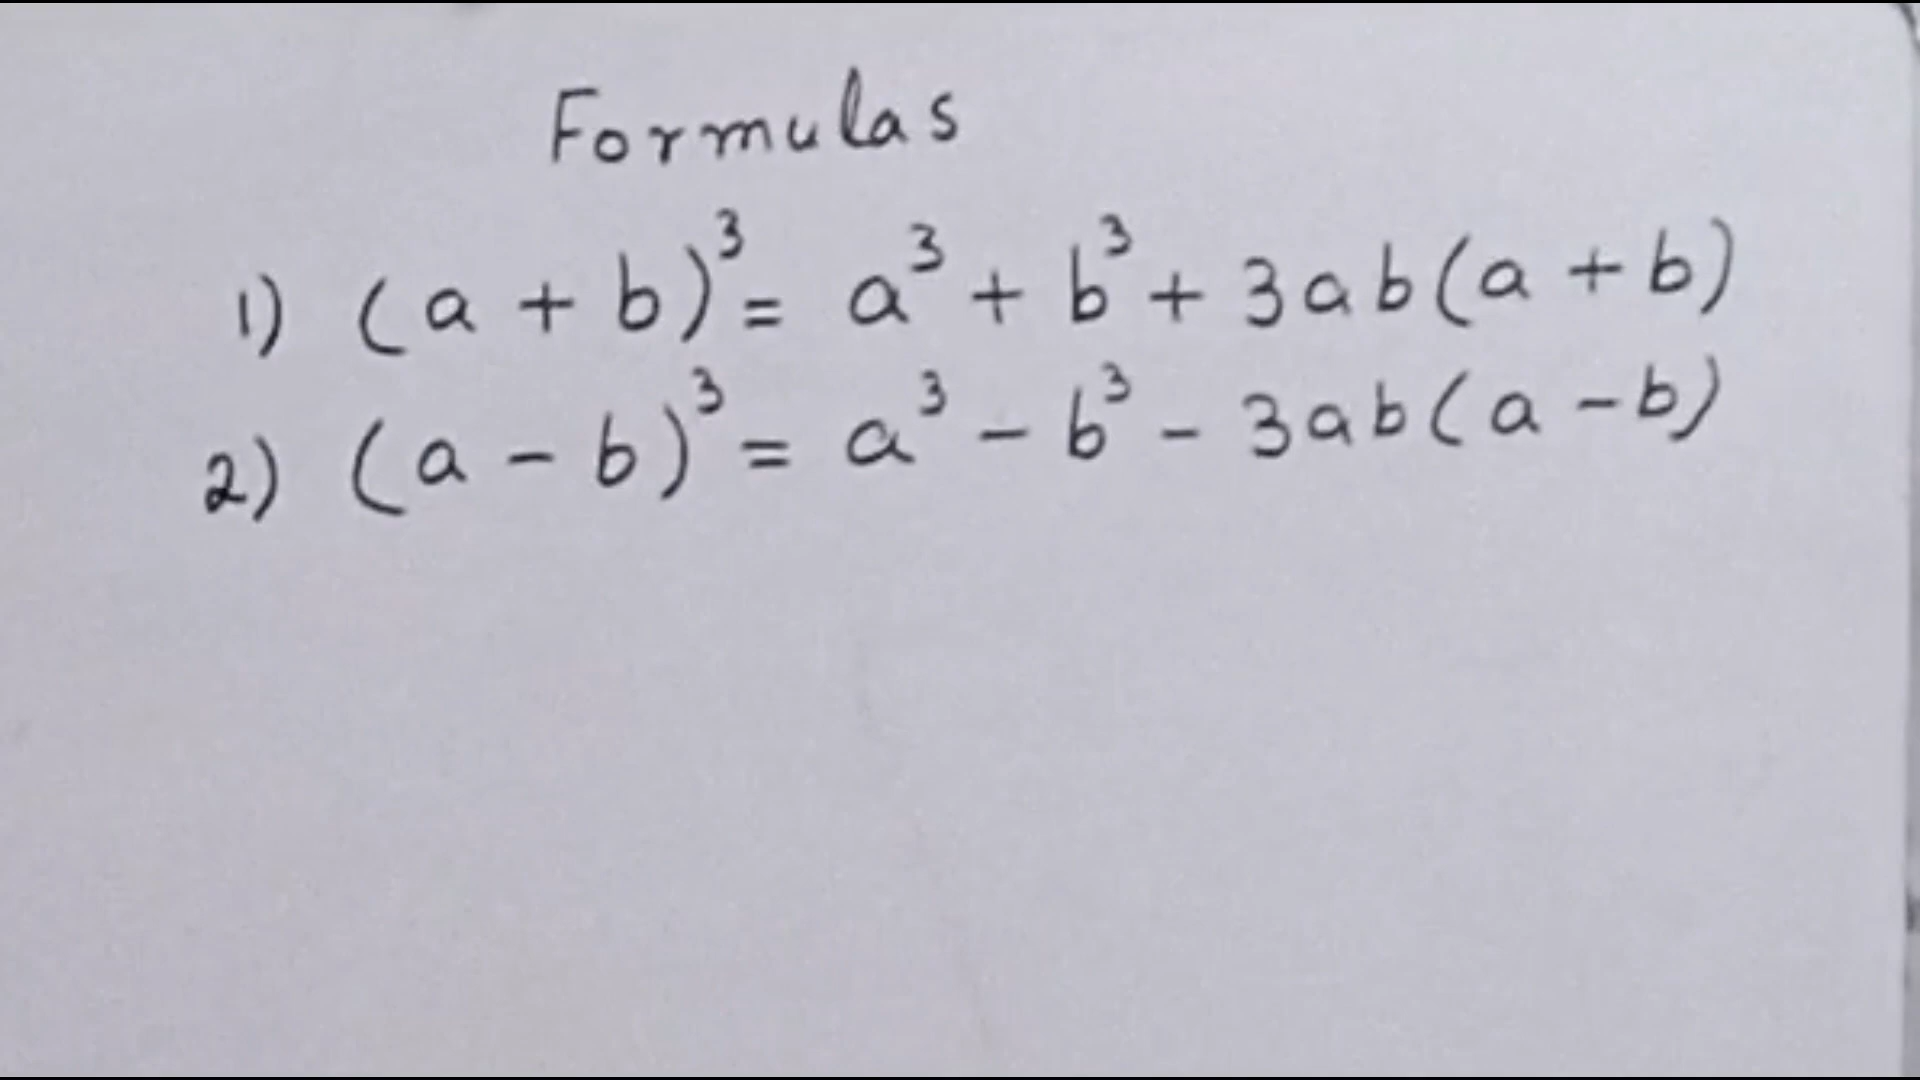 Formulas
1) (a + b)³ = a³ + b³ + 3ab(a + b)
2) (a - b)³ = a³ - b³ - 3ab(a - b)